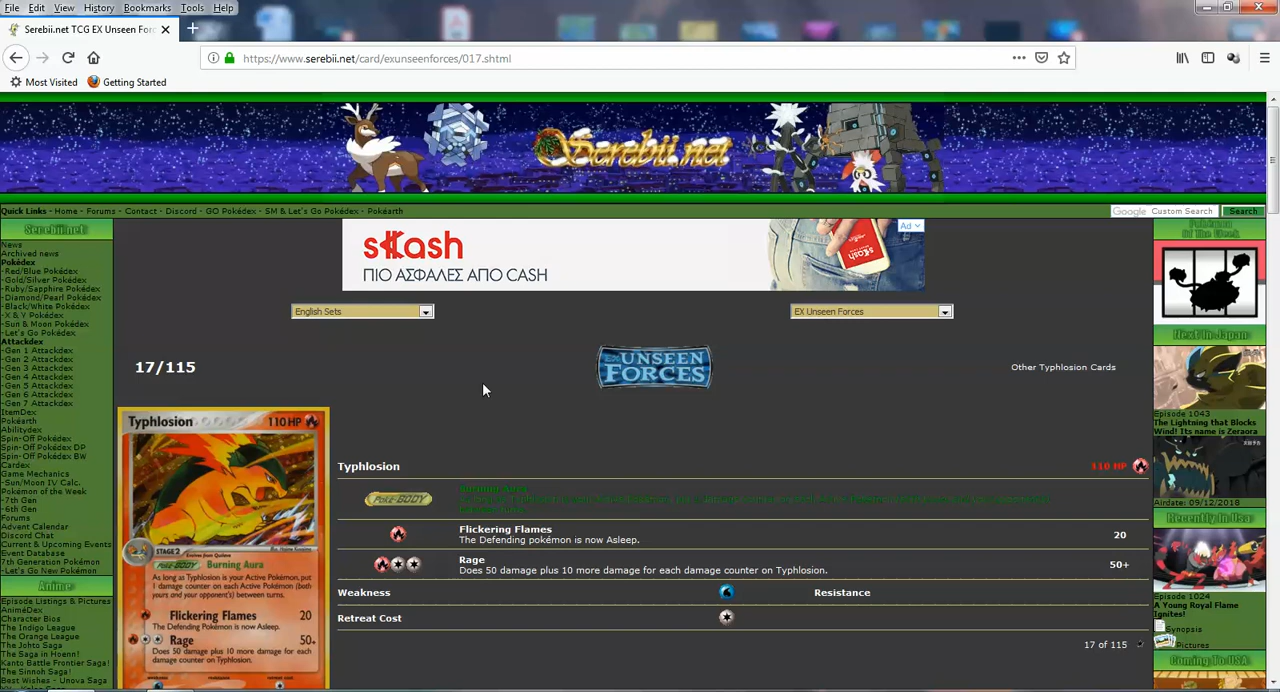 File Edit View History Bookmarks Tools Help
Serebii.net TCG EX Unseen Forc
https://www.serebii.net/card/exunseenforces/017.shtml
Most Visited Getting Started
Serebii.net
Quick Links - Home - Forums - Contact - Discord - GO Pokédex - SM & Let's Go Pokédex - Pokéarth
Google Custom Search Search
Serebii.net
News
Archived news
Pokédex
-Red/Blue Pokédex
-Gold/Silver Pokédex
-Ruby/Sapphire Pokédex
-Diamond/Pearl Pokédex
-Black/White Pokédex
-X & Y Pokédex
-Sun & Moon Pokédex
-Let's Go Pokédex
Attackdex
-Gen 1 Attackdex
-Gen 2 Attackdex
-Gen 3 Attackdex
-Gen 4 Attackdex
-Gen 5 Attackdex
-Gen 6 Attackdex
-Gen 7 Attackdex
ItemDex
Pokéarth
Abilitydex
Spin-Off Pokédex
Spin-Off Pokédex DP
Spin-Off Pokédex BW
Cardex
Game Mechanics
-Sun/Moon IV Calc.
Pokémon of the Week
-7th Gen
-6th Gen
Forums
Advent Calendar
Discord Chat
Current & Upcoming Events
Event Database
7th Generation Pokémon
-Let's Go New Pokémon
Anime
Episode Listings & Pictures
AniméDex
Character Bios
The Indigo League
The Orange League
The Johto Saga
The Saga in Hoenn!
Kanto Battle Frontier Saga!
The Sinnoh Saga!
Best Wishes - Unova Saga
sKash
ΠΙΟ ΑΣΦΑΛΕΣ ΑΠΟ CASH
Ad
English Sets
EX Unseen Forces
17/115
EX UNSEEN FORCES
Other Typhlosion Cards
Typhlosion 110 HP
STAGE 2 Evolves from Quilava
POKé-BODY Burning Aura
As long as Typhlosion is your Active Pokémon, put
1 damage counter on each Active Pokémon (both
yours and your opponent's) between turns.
Flickering Flames 20
The Defending Pokémon is now Asleep.
Rage 50+
Does 50 damage plus 10 more damage for each
damage counter on Typhlosion.
Typhlosion 110 HP
POKé-BODY
Burning Aura
Flickering Flames
The Defending pokémon is now Asleep.
20
Rage
Does 50 damage plus 10 more damage for each damage counter on Typhlosion.
50+
Weakness Resistance
Retreat Cost
17 of 115
Pokémon
Of The Week
Next In Japan
Episode 1043
The Lightning that Blocks
Wind! Its name is Zeraora
Airdate: 09/12/2018
Recently In Usa
Episode 1024
A Young Royal Flame
Ignites!
Synopsis
Pictures
Coming To USA